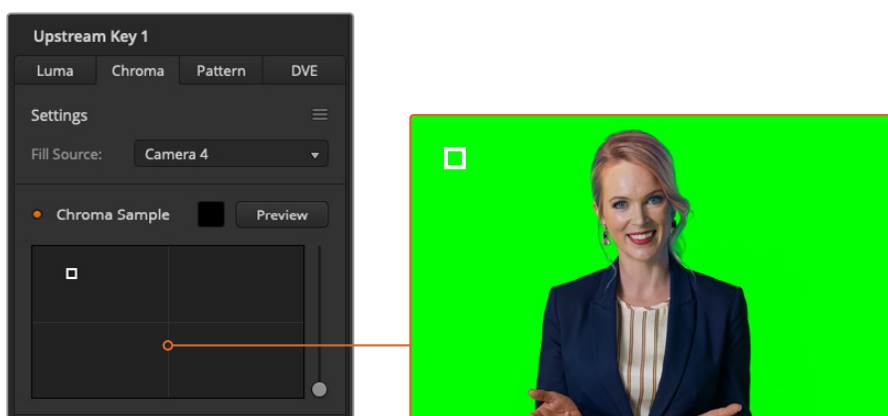 Upstream Key 1
Luma Chroma Pattern DVE
Settings
Fill Source: Camera 4
Chroma Sample Preview